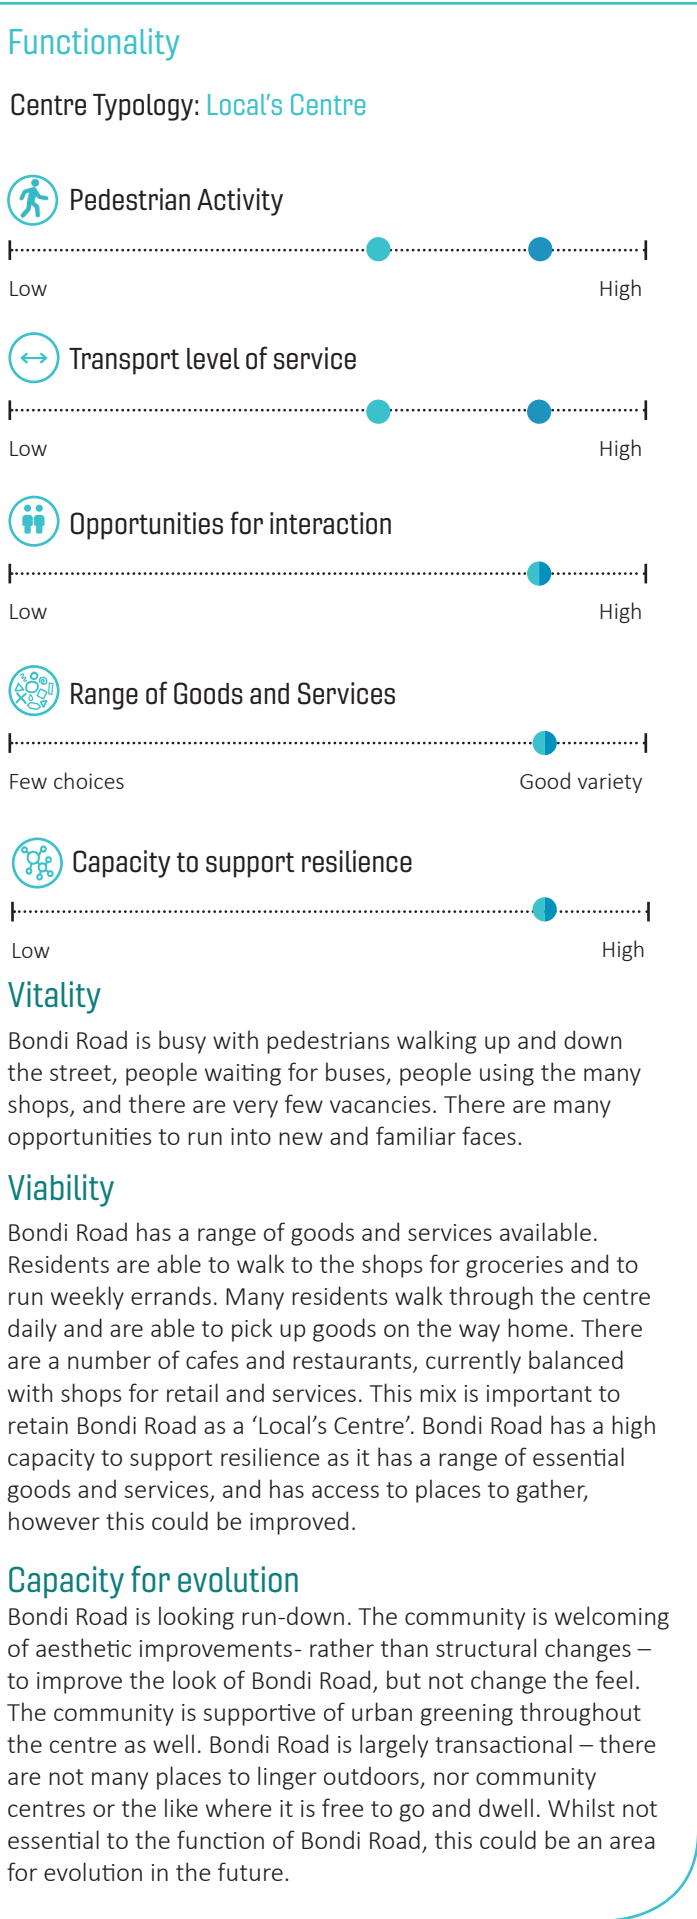 Functionality
Centre Typology: Local's Centre
Pedestrian Activity
Low High
Transport level of service
Low High
Opportunities for interaction
Low High
Range of Goods and Services
Few choices Good variety
Capacity to support resilience
Low High
Vitality
Bondi Road is busy with pedestrians walking up and down
the street, people waiting for buses, people using the many
shops, and there are very few vacancies. There are many
opportunities to run into new and familiar faces.
Viability
Bondi Road has a range of goods and services available.
Residents are able to walk to the shops for groceries and to
run weekly errands. Many residents walk through the centre
daily and are able to pick up goods on the way home. There
are a number of cafes and restaurants, currently balanced
with shops for retail and services. This mix is important to
retain Bondi Road as a ‘Local’s Centre’. Bondi Road has a high
capacity to support resilience as it has a range of essential
goods and services, and has access to places to gather,
however this could be improved.
Capacity for evolution
Bondi Road is looking run-down. The community is welcoming
of aesthetic improvements- rather than structural changes –
to improve the look of Bondi Road, but not change the feel.
The community is supportive of urban greening throughout
the centre as well. Bondi Road is largely transactional – there
are not many places to linger outdoors, nor community
centres or the like where it is free to go and dwell. Whilst not
essential to the function of Bondi Road, this could be an area
for evolution in the future.